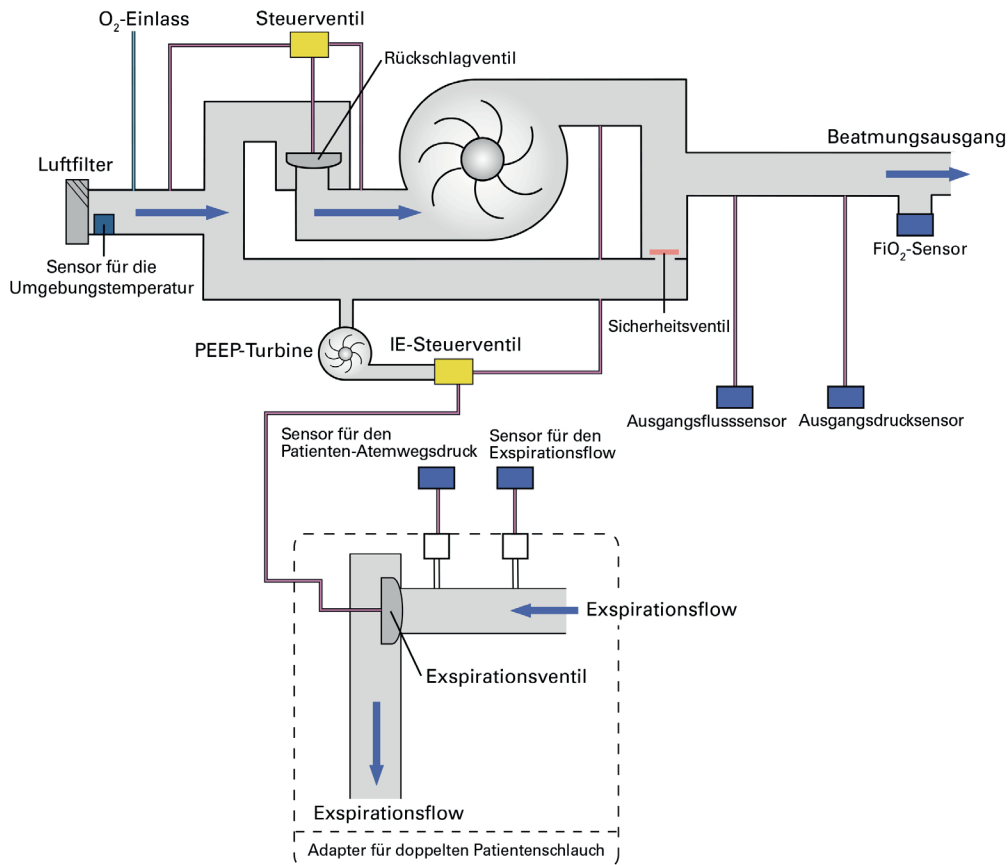 O₂-Einlass
Steuerventil
Rückschlagventil
Beatmungsausgang
Luftfilter
Sensor für die
Umgebungstemperatur
FiO₂-Sensor
Sicherheitsventil
PEEP-Turbine
IE-Steuerventil
Ausgangsflusssensor
Ausgangsdrucksensor
Sensor für den
Patienten-Atemwegsdruck
Sensor für den
Exspirationsflow
Exspirationsflow
Exspirationsventil
Exspirationsflow
Adapter für doppelten Patientenschlauch